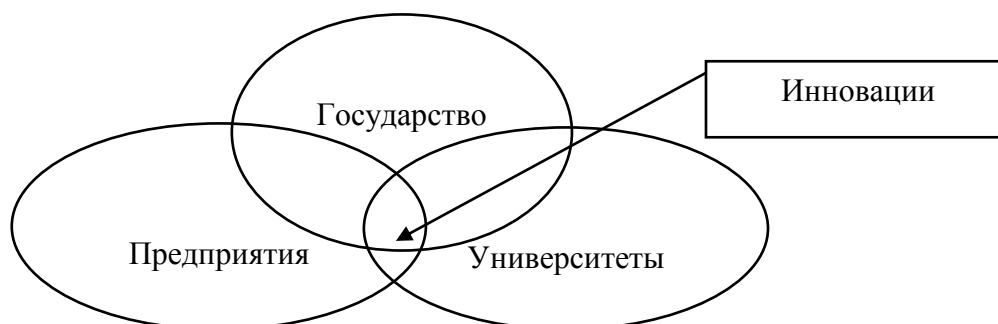 Инновации
Государство
Предприятия
Университеты